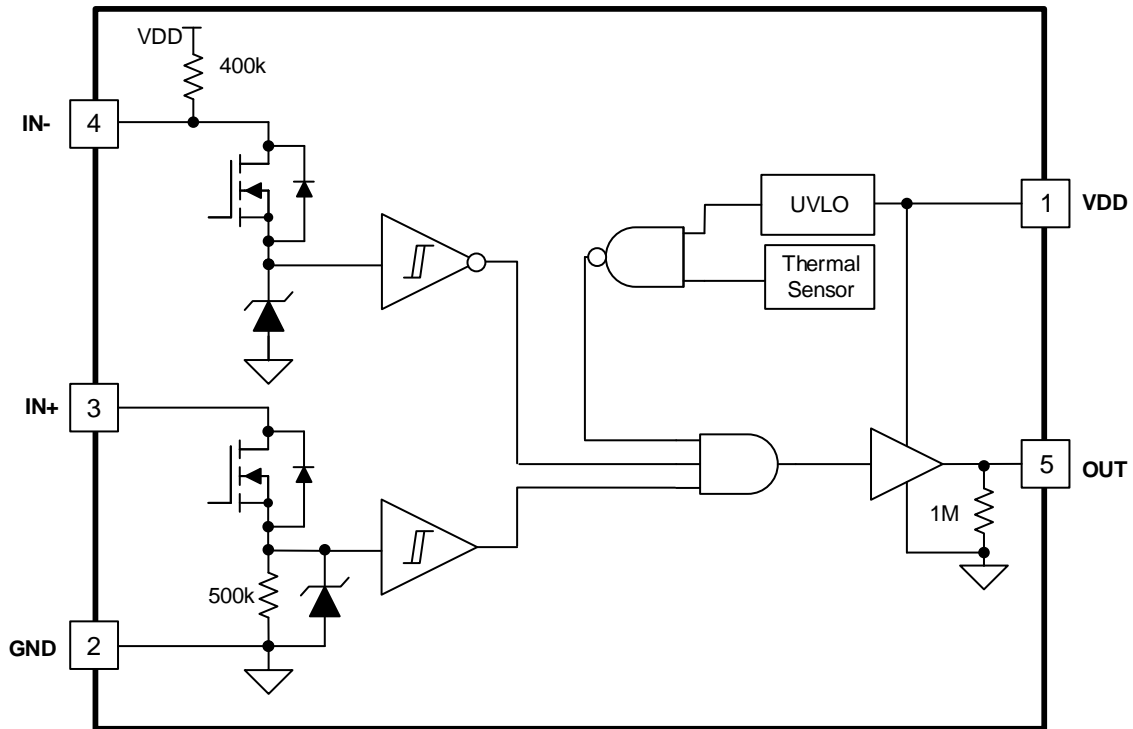 VDD
400k
IN-
4
UVLO
1
VDD
Thermal
Sensor
IN+
3
5
OUT
1M
500k
GND
2